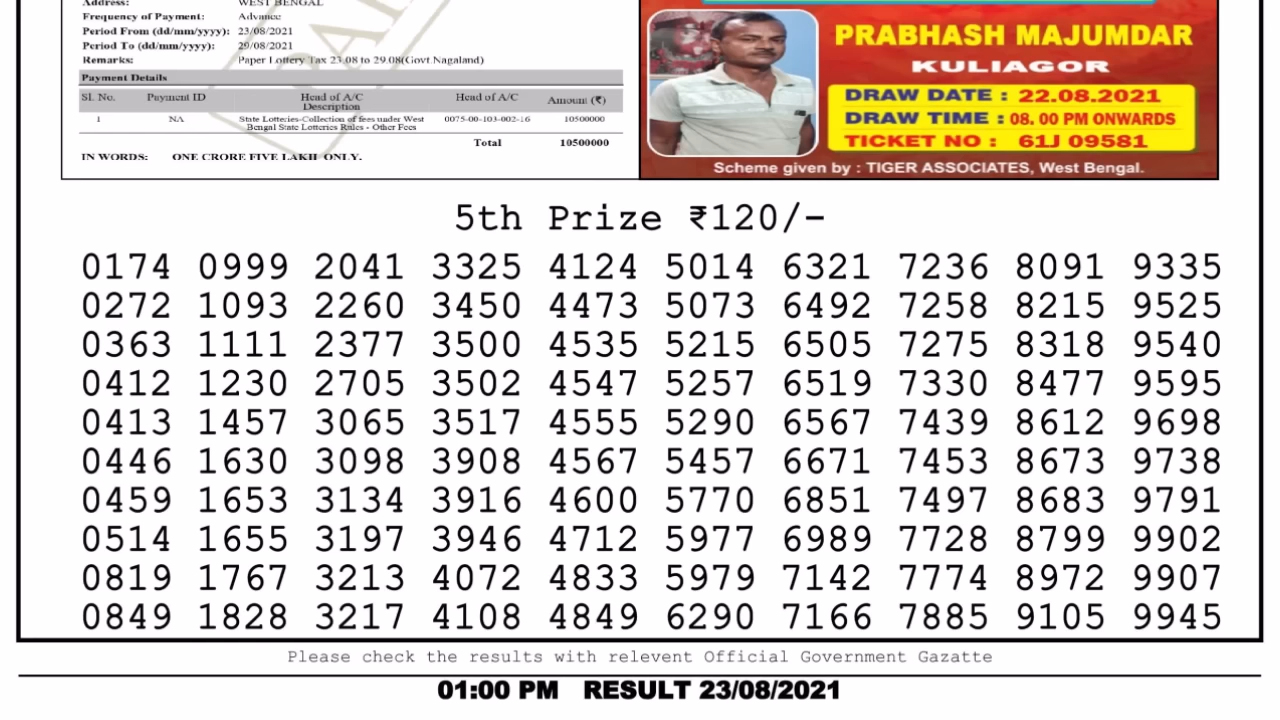 Address: WEST BENGAL
Frequency of Payment: Advance
Period From (dd/mm/yyyy): 23/08/2021
Period To (dd/mm/yyyy): 29/08/2021
Remarks: Paper Lottery Tax 23.08 to 29.08(Govt.Nagaland)
Payment Details
Sl. No. Payment ID Head of A/C Description Head of A/C Amount (₹)
1 NA State Lotteries-Collection of fees under West 0075-00-103-002-16 10500000
Bengal State Lotteries Rules - Other Fees
Total 10500000
IN WORDS: ONE CRORE FIVE LAKH ONLY.
PRABHASH MAJUMDAR
KULIAGOR
DRAW DATE : 22.08.2021
DRAW TIME : 08. 00 PM ONWARDS
TICKET NO : 61J 09581
Scheme given by : TIGER ASSOCIATES, West Bengal.
5th Prize ₹120/-
0174 0999 2041 3325 4124 5014 6321 7236 8091 9335
0272 1093 2260 3450 4473 5073 6492 7258 8215 9525
0363 1111 2377 3500 4535 5215 6505 7275 8318 9540
0412 1230 2705 3502 4547 5257 6519 7330 8477 9595
0413 1457 3065 3517 4555 5290 6567 7439 8612 9698
0446 1630 3098 3908 4567 5457 6671 7453 8673 9738
0459 1653 3134 3916 4600 5770 6851 7497 8683 9791
0514 1655 3197 3946 4712 5977 6989 7728 8799 9902
0819 1767 3213 4072 4833 5979 7142 7774 8972 9907
0849 1828 3217 4108 4849 6290 7166 7885 9105 9945
Please check the results with relevent Official Government Gazatte
01:00 PM RESULT 23/08/2021